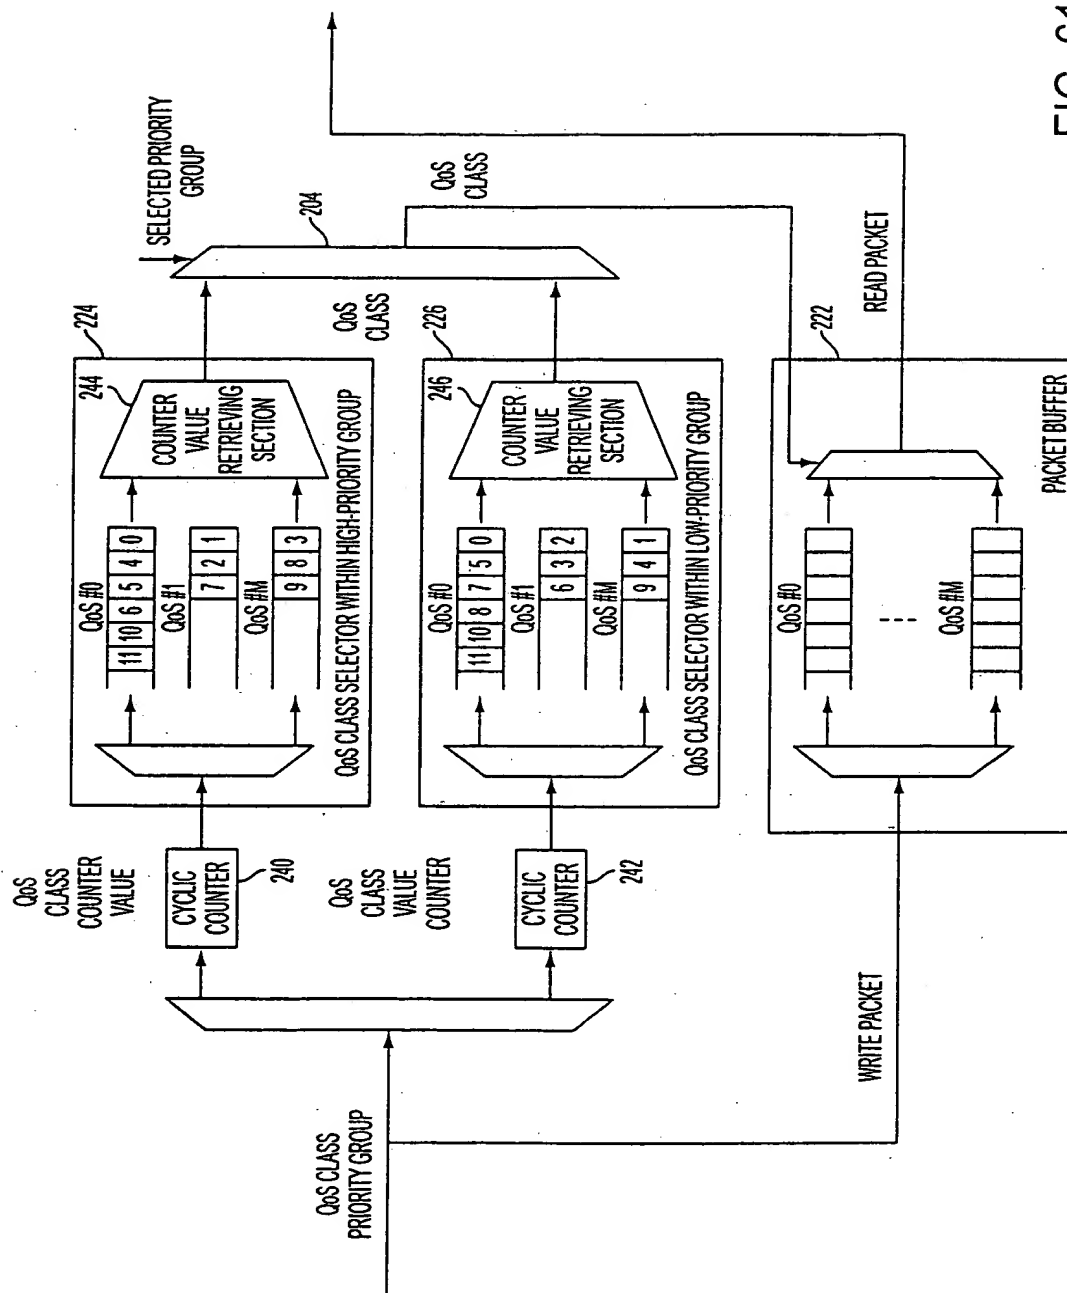 QoS CLASS
PRIORITY GROUP
QoS
CLASS
COUNTER
VALUE
CYCLIC
COUNTER
240
QoS
CLASS
VALUE
COUNTER
CYCLIC
COUNTER
242
WRITE PACKET
224
QoS #0
11 10 6 5 4 0
QoS #1
7 2 1
QoS #M
9 8 3
244
COUNTER
VALUE
RETRIEVING
SECTION
QoS CLASS SELECTOR WITHIN HIGH-PRIORITY GROUP
226
QoS #0
11 10 8 7 5 0
QoS #1
6 3 2
QoS #M
9 4 1
246
COUNTER
VALUE
RETRIEVING
SECTION
QoS CLASS SELECTOR WITHIN LOW-PRIORITY GROUP
222
QoS #0
QoS #M
PACKET BUFFER
SELECTED PRIORITY
GROUP
204
QoS
CLASS
QoS
CLASS
READ PACKET
FIG.